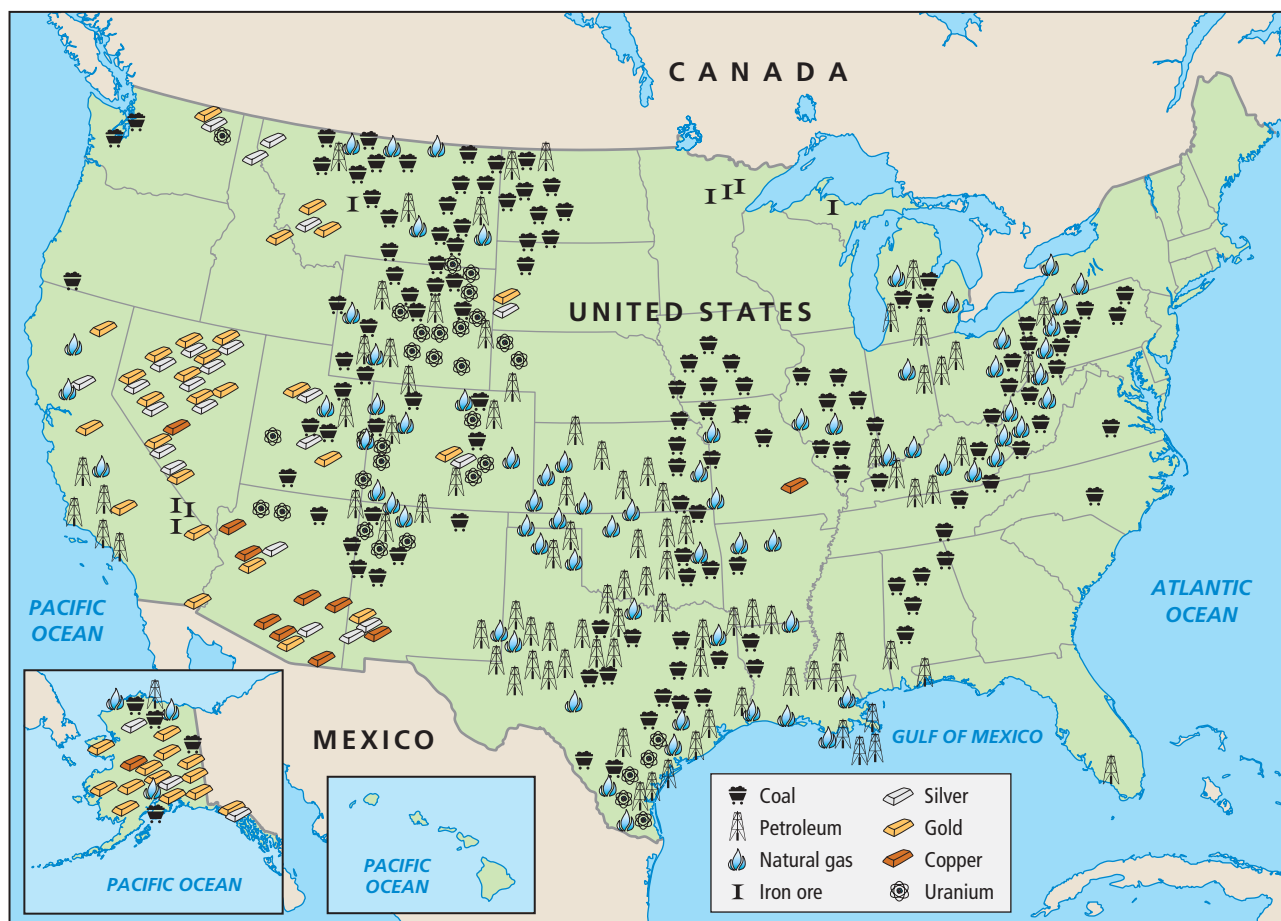 CANADA
UNITED STATES
PACIFIC
OCEAN
ATLANTIC
OCEAN
MEXICO
GULF OF MEXICO
PACIFIC OCEAN
PACIFIC
OCEAN
Coal
Petroleum
Natural gas
Iron ore
Silver
Gold
Copper
Uranium